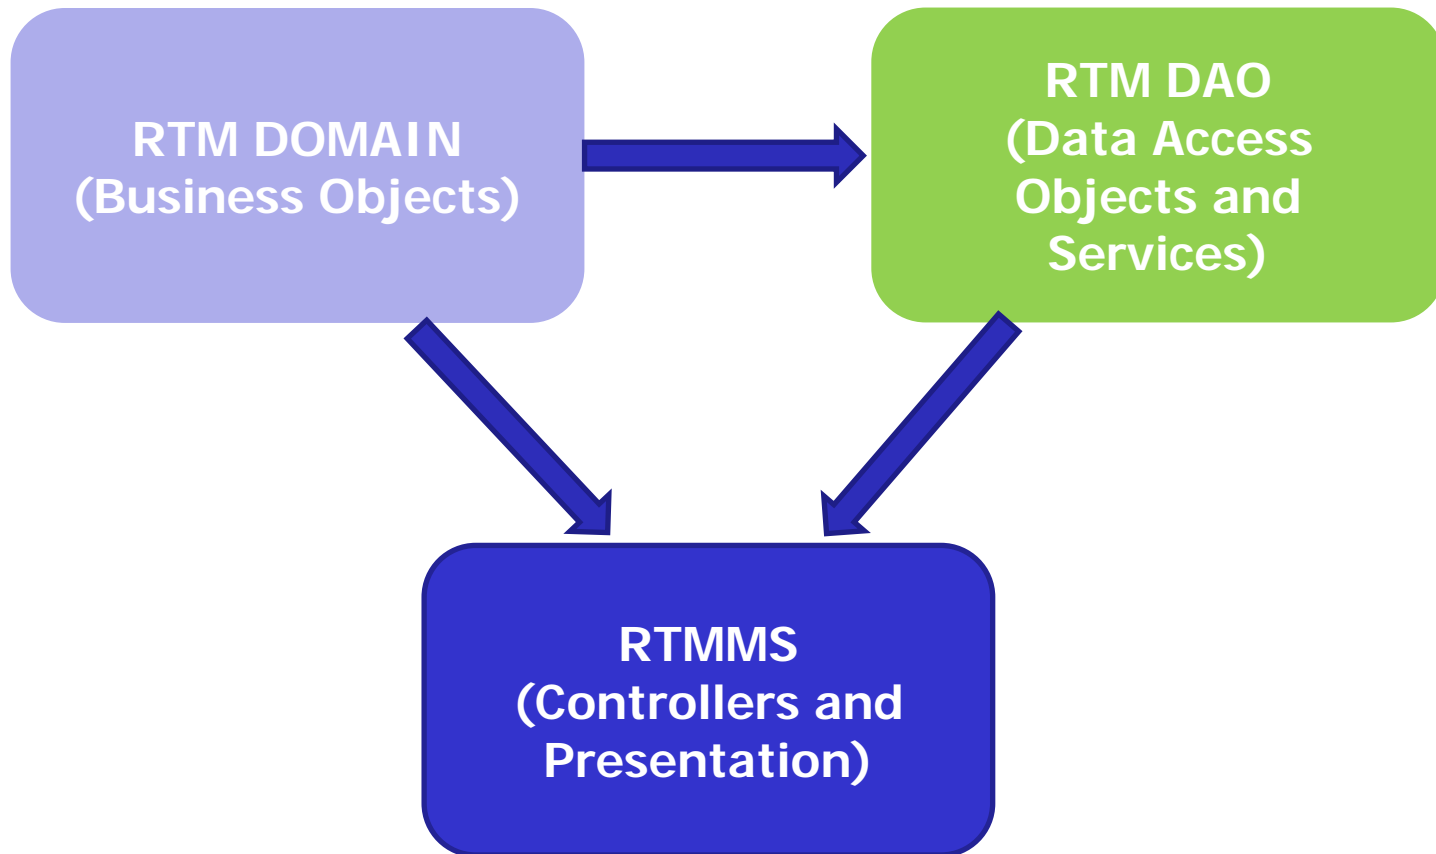 RTM DOMAIN
(Business Objects)
RTM DAO
(Data Access
Objects and
Services)
RTMMS
(Controllers and
Presentation)